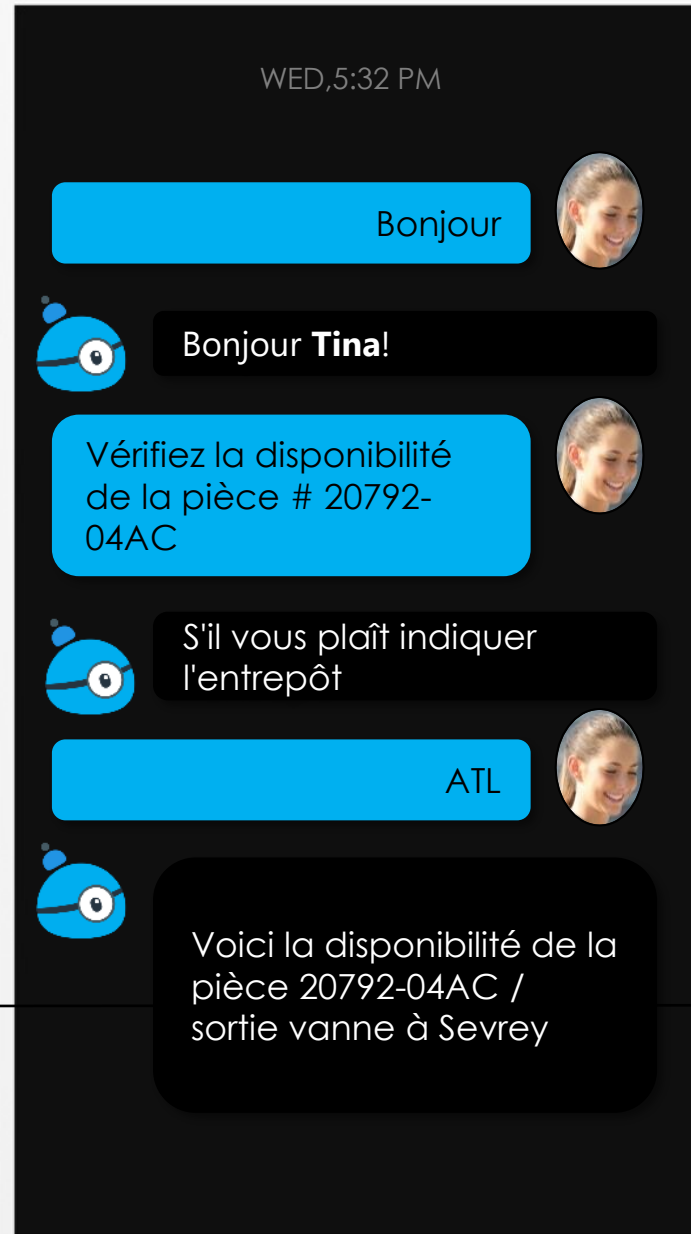 WED,5:32 PM
Bonjour
Bonjour Tina!
Vérifiez la disponibilité
de la pièce # 20792-
04AC
S'il vous plaît indiquer
l'entrepôt
ATL
Voici la disponibilité de la
pièce 20792-04AC /
sortie vanne à Sevrey